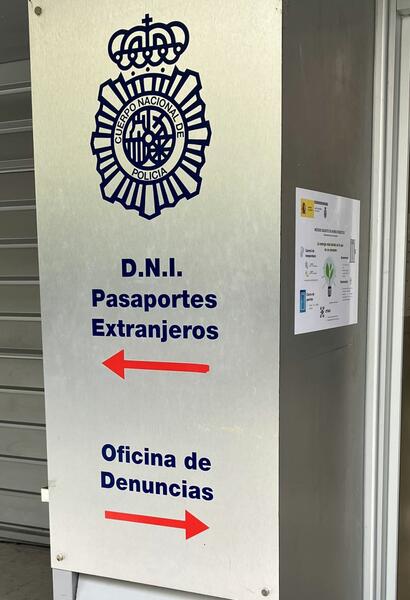 CUERPO NACIONAL DE
POLICIA
D.N.I.
Pasaportes
Extranjeros
Oficina de
Denuncias